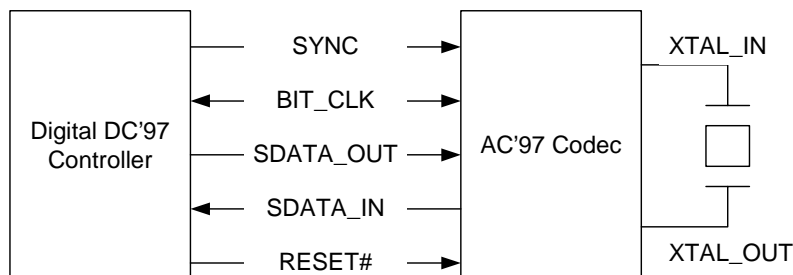 SYNC
XTAL_IN
BIT_CLK
Digital DC'97
Controller
SDATA_OUT
AC'97 Codec
SDATA_IN
XTAL_OUT
RESET#